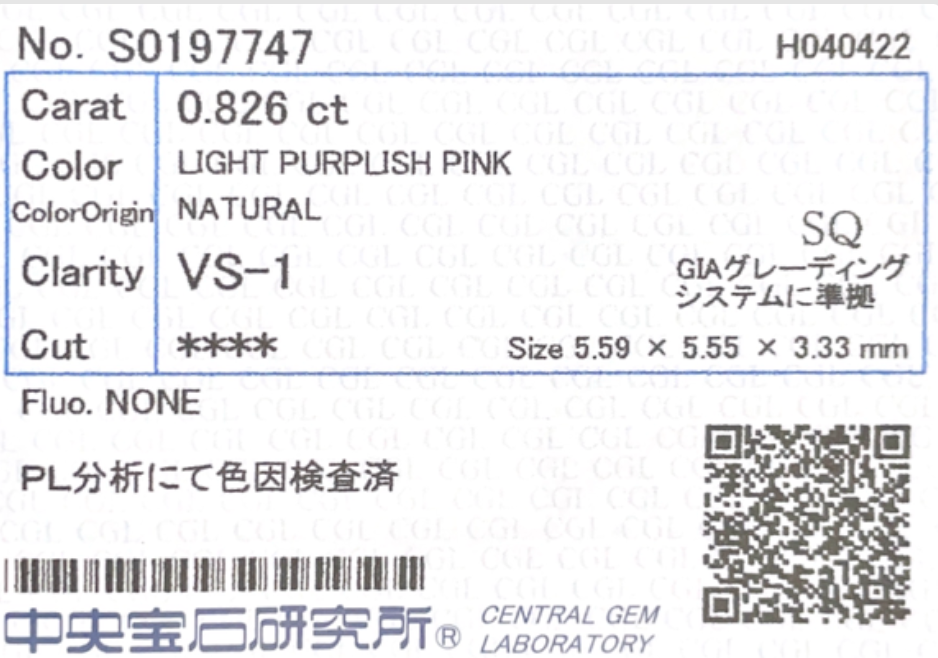 No. S0197747 H040422
Carat 0.826 ct
Color LIGHT PURPLISH PINK
ColorOrigin NATURAL
SQ
Clarity VS-1
GIAグレーディング
システムに準拠
Cut ****
Size 5.59 × 5.55 × 3.33 mm
Fluo. NONE
PL分析にて色因検査済
中央宝石研究所® CENTRAL GEM
LABORATORY